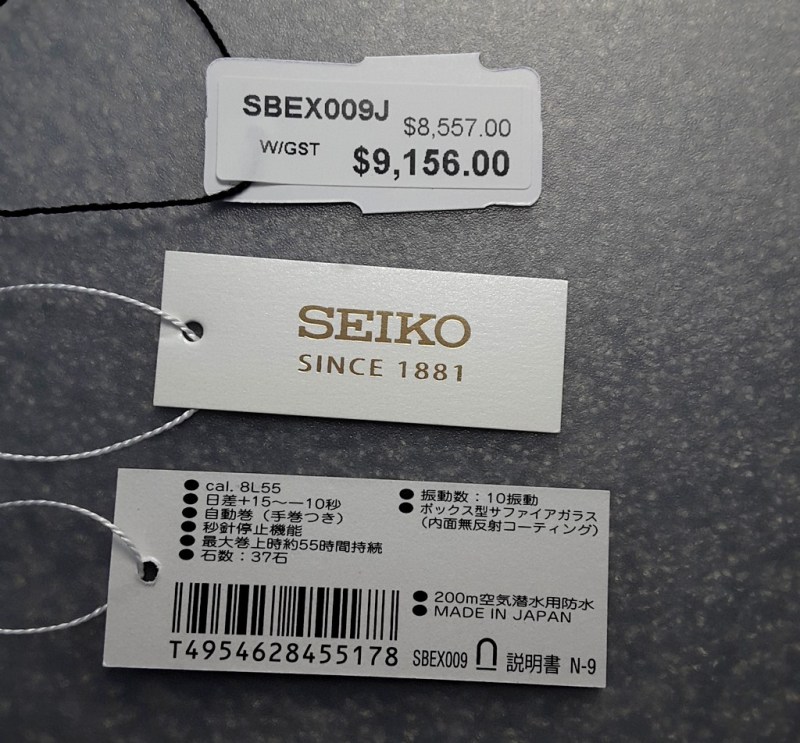 SBEX009J
$8,557.00
W/GST
$9,156.00
SEIKO
SINCE 1881
● cal. 8L55
● 日差+15〜―10秒
● 自動巻（手巻つき）
● 秒針停止機能
● 最大巻上時約55時間持続
● 石数：37石
● 振動数：10振動
● ボックス型サファイアガラス
（内面無反射コーティング）
● 200m空気潜水用防水
● MADE IN JAPAN
T4954628455178
SBEX009 説明書 N-9